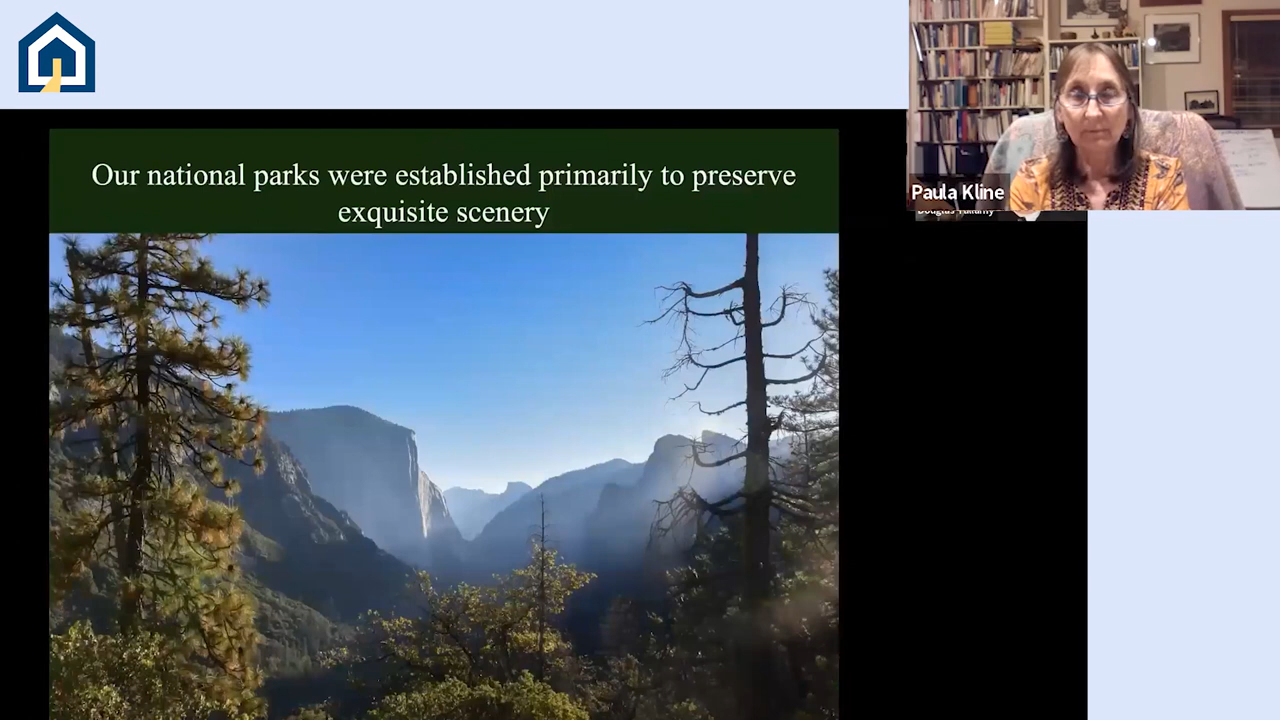 Our national parks were established primarily to preserve
exquisite scenery
Paula Kline